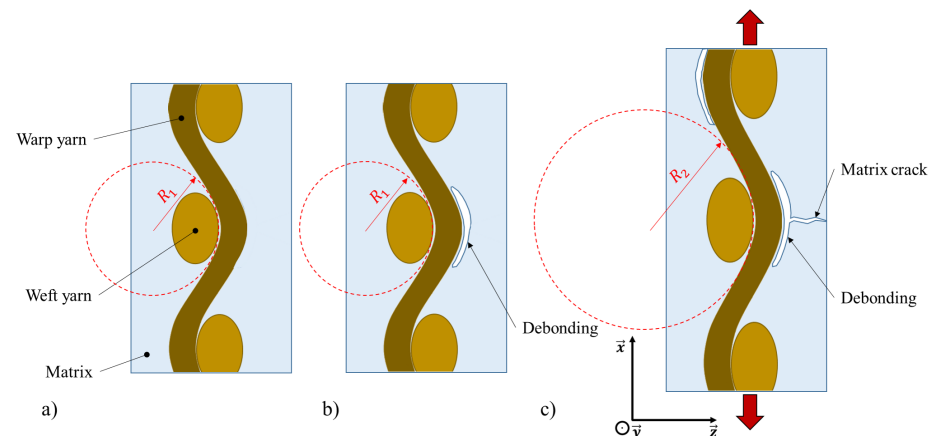 Warp yarn
Weft yarn
Matrix
R₁
a)
R₁
Debonding
b)
R₂
Matrix crack
Debonding
c)
x⃗
y⃗
z⃗